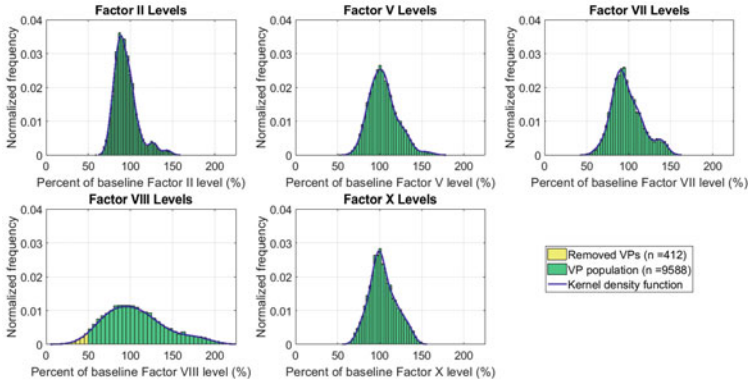 Factor II Levels
Normalized frequency
0.04
0.03
0.02
0.01
0
0 50 100 150 200
Percent of baseline Factor II level (%)
Factor V Levels
Normalized frequency
0.04
0.03
0.02
0.01
0
0 50 100 150 200
Percent of baseline Factor V level (%)
Factor VII Levels
Normalized frequency
0.04
0.03
0.02
0.01
0
0 50 100 150 200
Percent of baseline Factor VII level (%)
Factor VIII Levels
Normalized frequency
0.04
0.03
0.02
0.01
0
0 50 100 150 200
Percent of baseline Factor VIII level (%)
Factor X Levels
Normalized frequency
0.04
0.03
0.02
0.01
0
0 50 100 150 200
Percent of baseline Factor X level (%)
Removed VPs (n =412)
VP population (n =9588)
Kernel density function